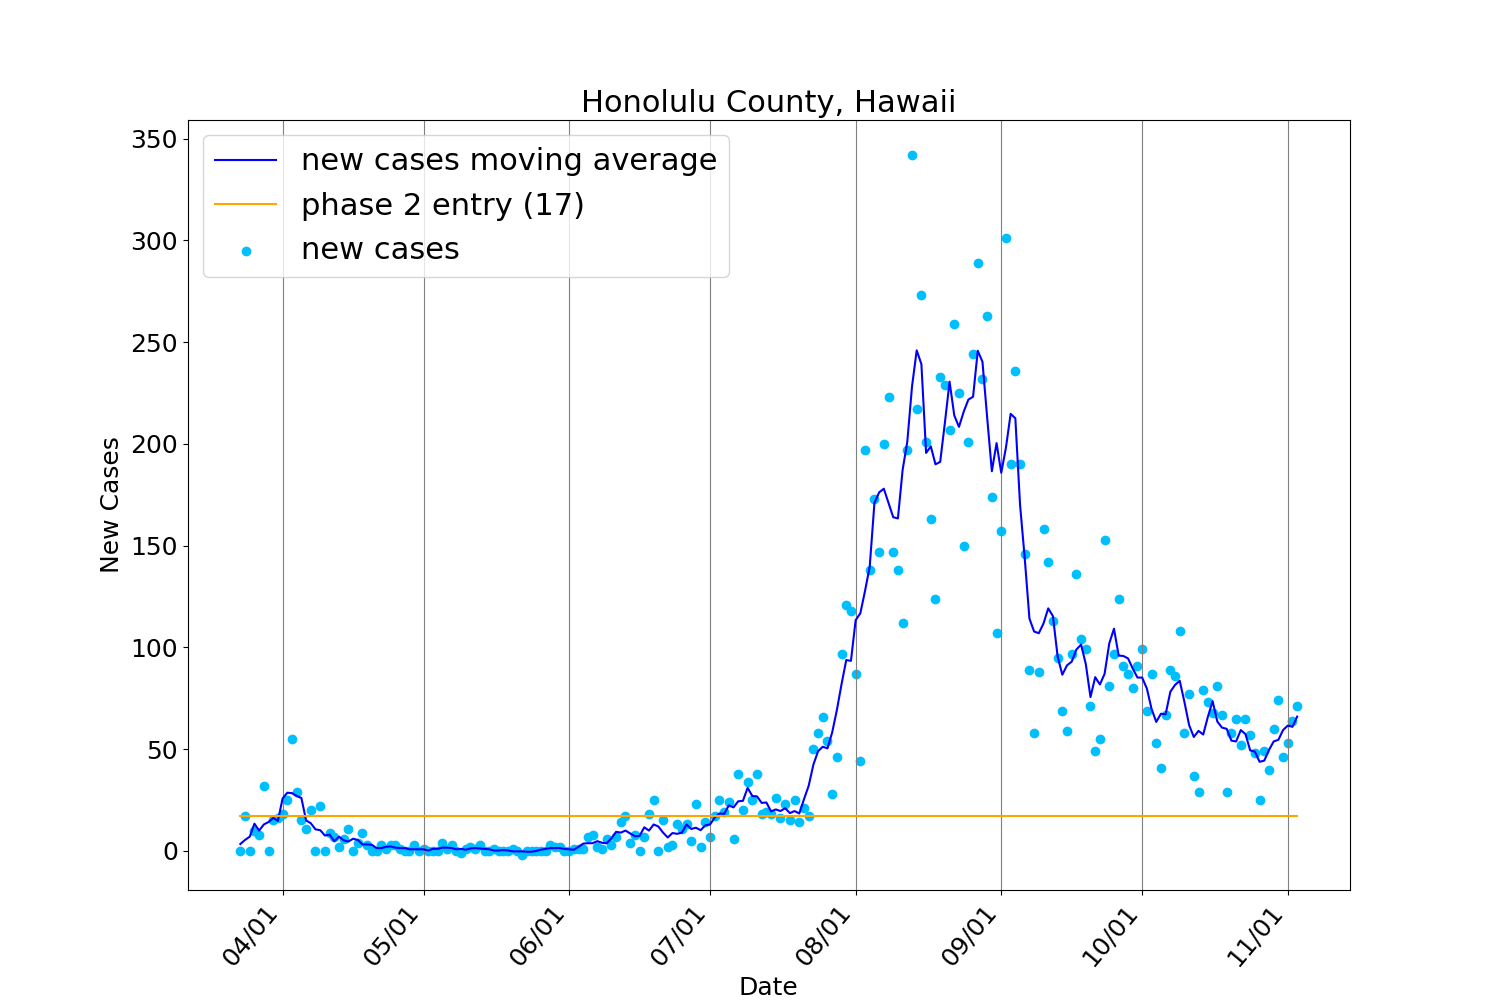 Honolulu County, Hawaii
new cases moving average
phase 2 entry (17)
new cases
350
300
250
200
150
100
50
0
New Cases
04/01
05/01
06/01
07/01
08/01
09/01
10/01
11/01
Date